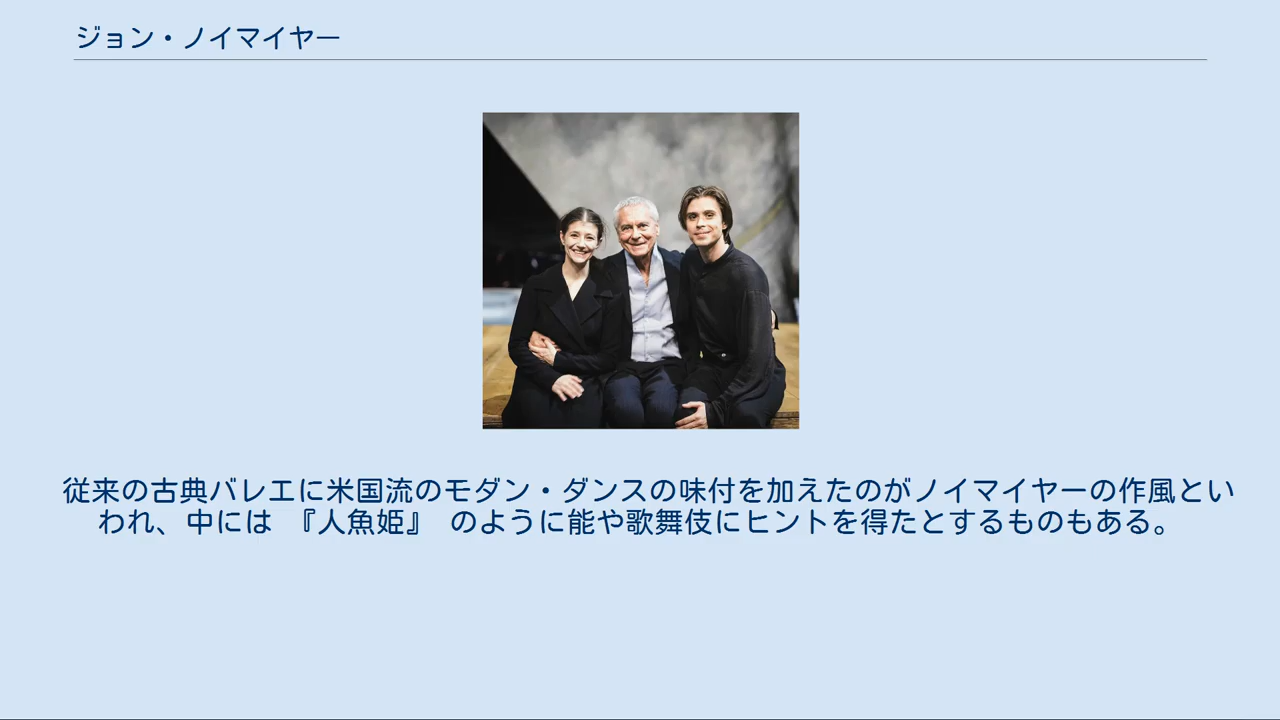 ジョン・ノイマイヤー
従来の古典バレエに米国流のモダン・ダンスの味付を加えたのがノイマイヤーの作風とい
われ、中には 『人魚姫』 のように能や歌舞伎にヒントを得たとするものもある。